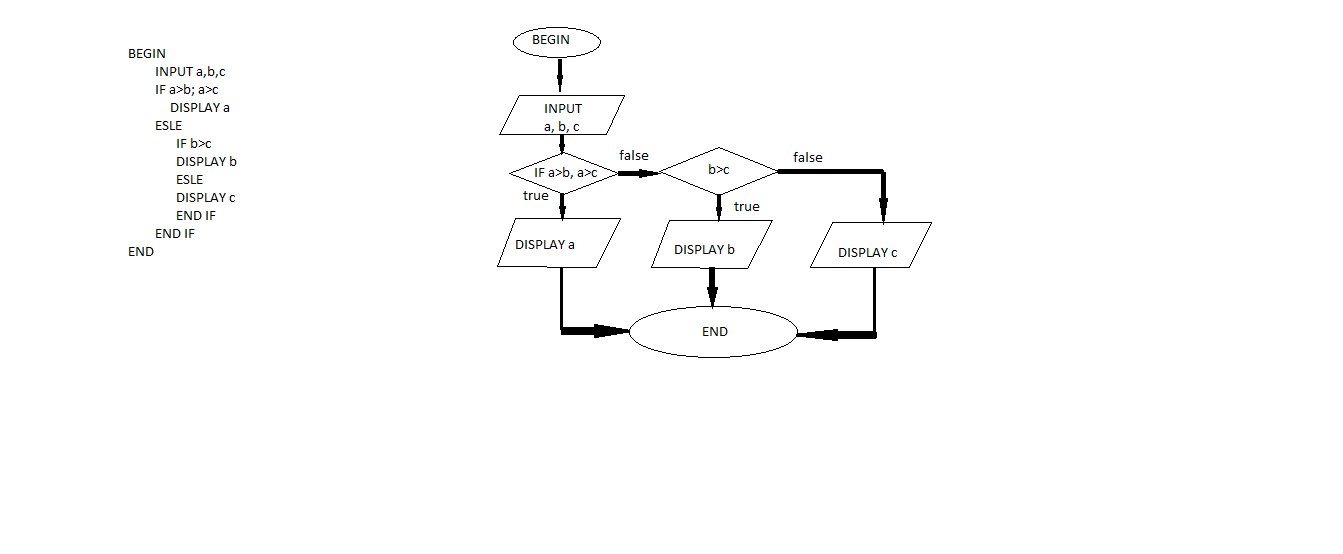 BEGIN
INPUT a,b,c
IF a>b; a>c
DISPLAY a
ESLE
IF b>c
DISPLAY b
ESLE
DISPLAY c
END IF
END IF
END
BEGIN
INPUT
a, b, c
IF a>b, a>c
false
b>c
false
true
true
DISPLAY a
DISPLAY b
DISPLAY c
END